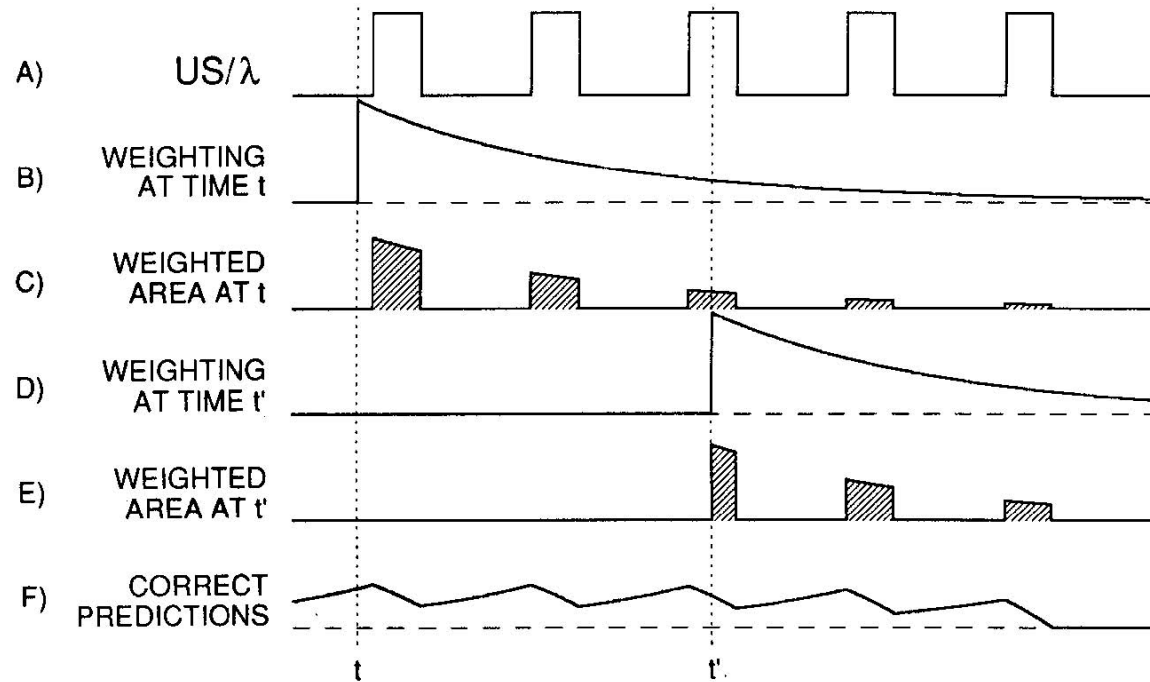 A) US/λ
B) WEIGHTING
AT TIME t
C) WEIGHTED
AREA AT t
D) WEIGHTING
AT TIME t'
E) WEIGHTED
AREA AT t'
F) CORRECT
PREDICTIONS
t t'